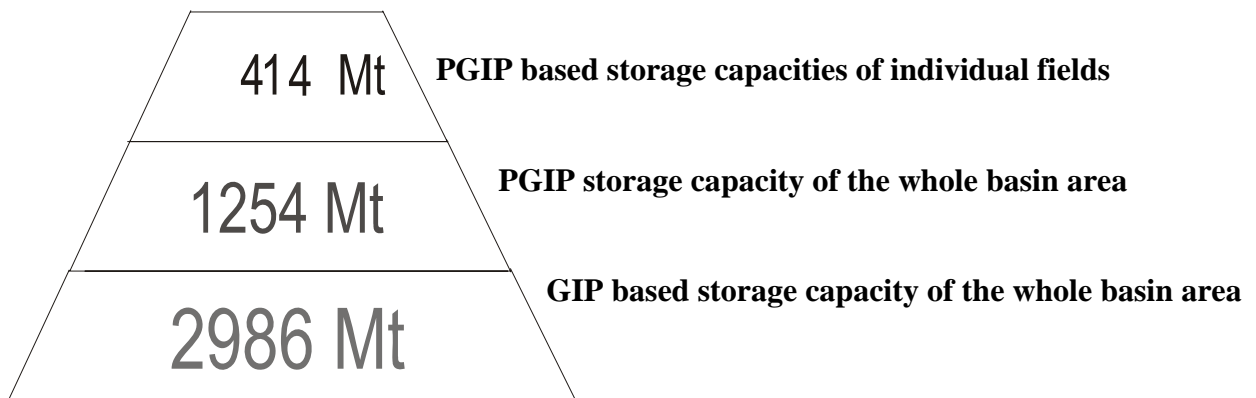 414 Mt PGIP based storage capacities of individual fields
1254 Mt PGIP storage capacity of the whole basin area
2986 Mt GIP based storage capacity of the whole basin area